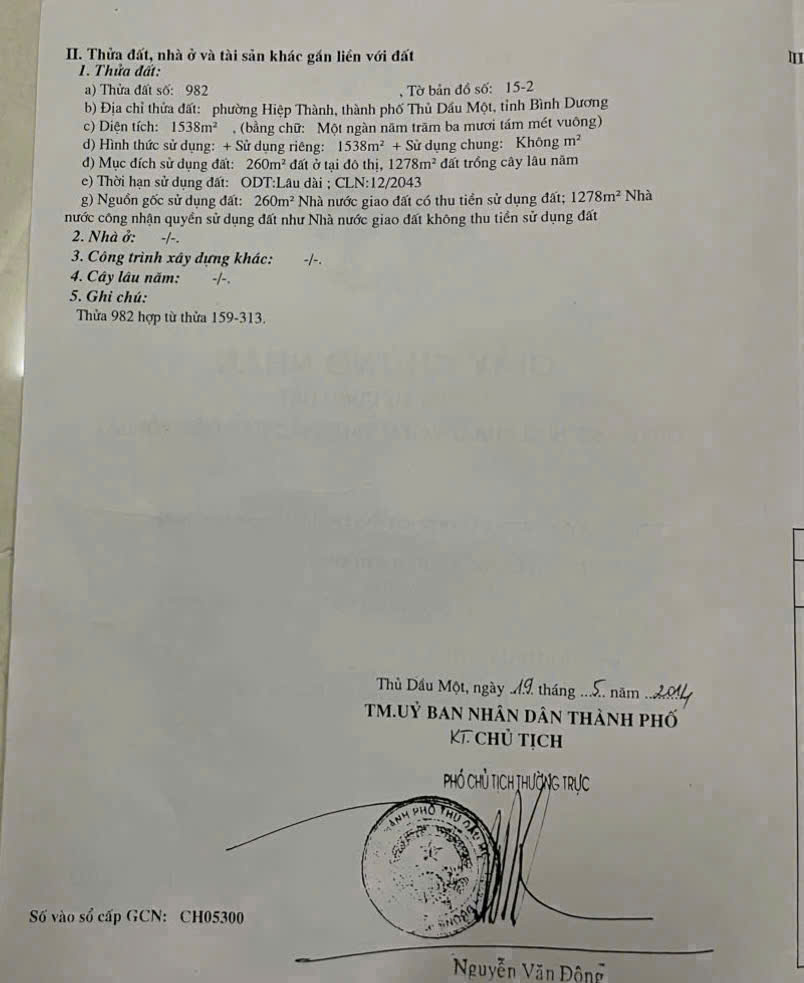 II. Thửa đất, nhà ở và tài sản khác gắn liền với đất
III
1. Thửa đất:
a) Thửa đất số: 982 , Tờ bản đồ số: 15-2
b) Địa chỉ thửa đất: phường Hiệp Thành, thành phố Thủ Dầu Một, tỉnh Bình Dương
c) Diện tích: 1538m² , (bằng chữ: Một ngàn năm trăm ba mươi tám mét vuông)
d) Hình thức sử dụng: + Sử dụng riêng: 1538m² + Sử dụng chung: Không m²
đ) Mục đích sử dụng đất: 260m² đất ở tại đô thị, 1278m² đất trồng cây lâu năm
e) Thời hạn sử dụng đất: ODT:Lâu dài ; CLN:12/2043
g) Nguồn gốc sử dụng đất: 260m² Nhà nước giao đất có thu tiền sử dụng đất; 1278m² Nhà
nước công nhận quyền sử dụng đất như Nhà nước giao đất không thu tiền sử dụng đất
2. Nhà ở: -/-.
3. Công trình xây dựng khác: -/-.
4. Cây lâu năm: -/-.
5. Ghi chú:
Thửa 982 hợp từ thửa 159-313.
Thủ Dầu Một, ngày ..19. tháng ...5.. năm ..2014
TM.UỶ BAN NHÂN DÂN THÀNH PHỐ
KT. CHỦ TỊCH
PHÓ CHỦ TỊCH THƯỜNG TRỰC
THÀNH PHỐ THỦ DẦU MỘT
Số vào sổ cấp GCN: CH05300
Nguyễn Văn Đông